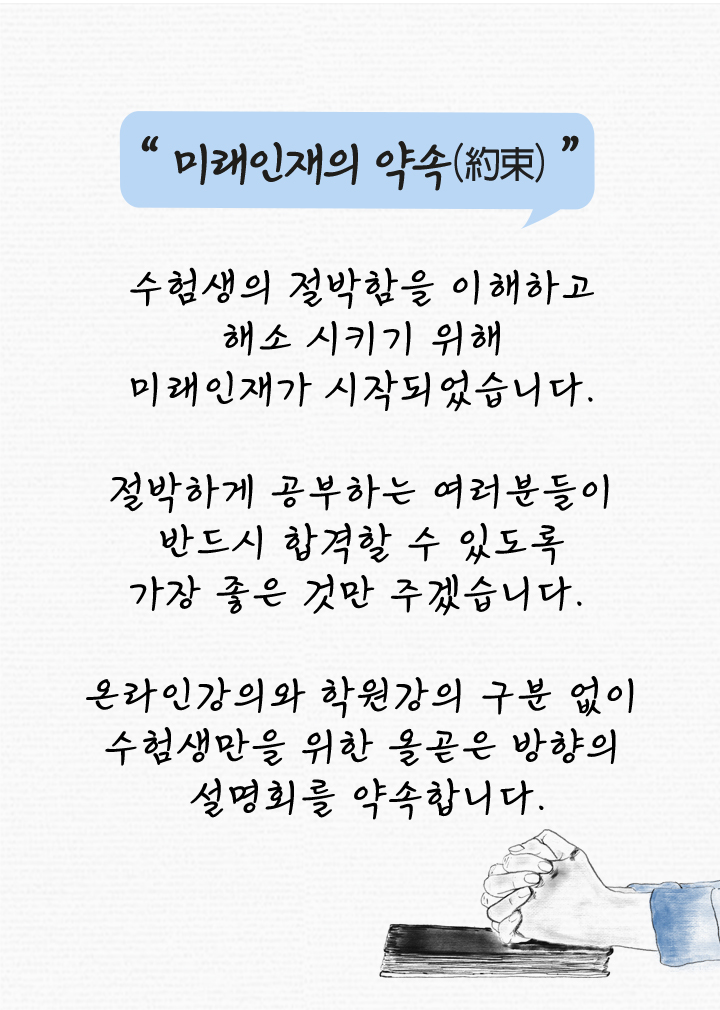 “ 미래인재의 약속(約束) ”
수험생의 절박함을 이해하고
해소 시키기 위해
미래인재가 시작되었습니다.
절박하게 공부하는 여러분들이
반드시 합격할 수 있도록
가장 좋은 것만 주겠습니다.
온라인강의와 학원강의 구분 없이
수험생만을 위한 올곧은 방향의
설명회를 약속합니다.